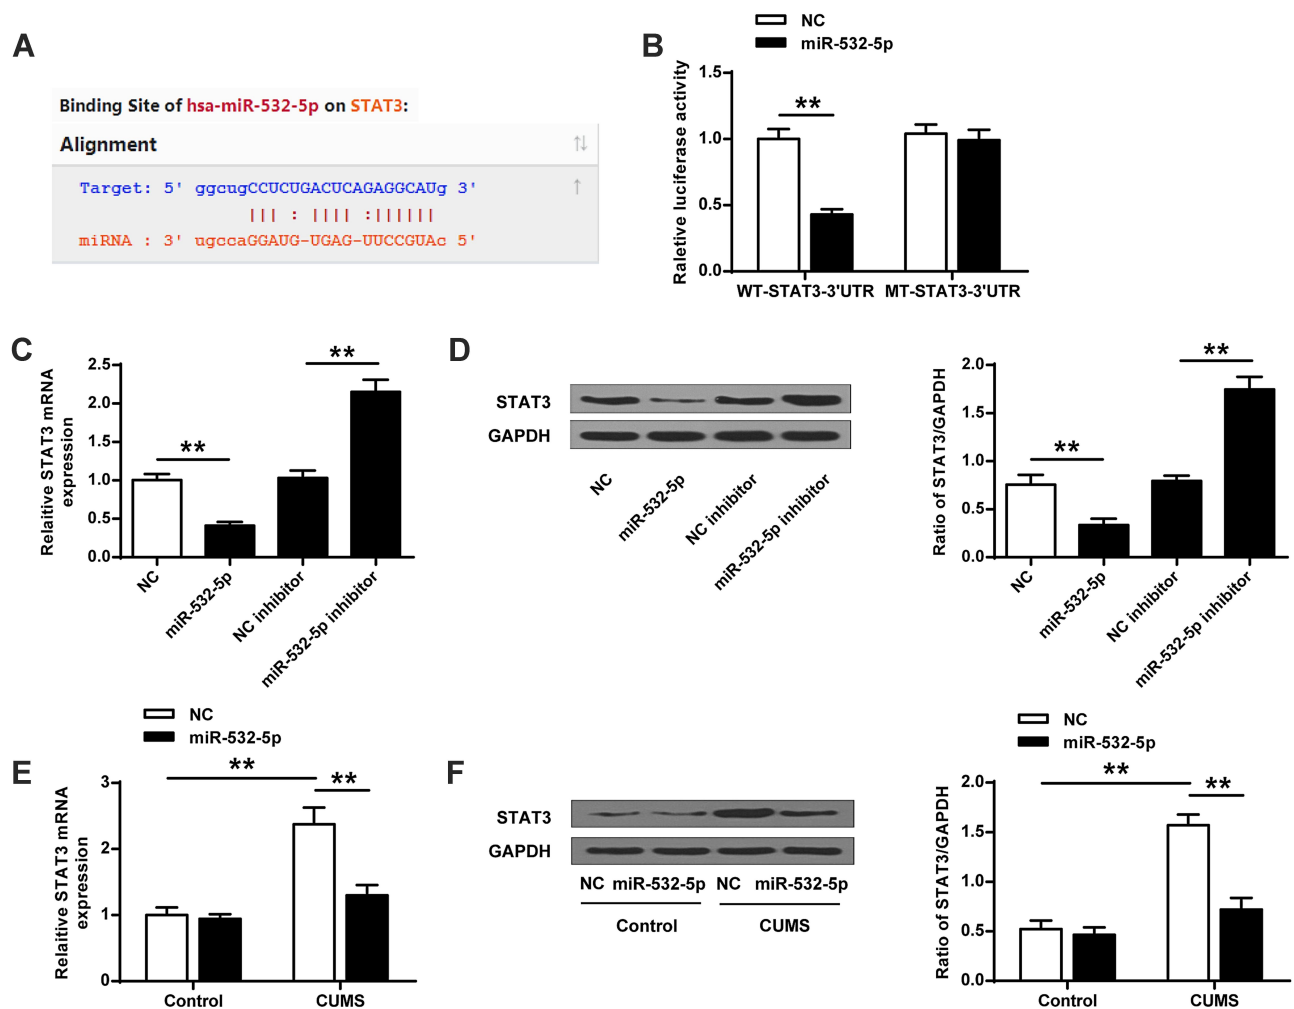 A
Binding Site of hsa-miR-532-5p on STAT3:
Alignment
Target: 5' ggcugCCUCUGACUCAGAGGCAUg 3'
||| : |||| :||||||
miRNA : 3' ugccaGGAUG-UGAG-UUCCGUAc 5'
B
NC
miR-532-5p
Raletive luciferase activity
1.5
1.0
0.5
0.0
**
WT-STAT3-3'UTR
MT-STAT3-3'UTR
C
Relaitive STAT3 mRNA
expression
2.5
2.0
1.5
1.0
0.5
0.0
**
**
NC
miR-532-5p
NC inhibitor
miR-532-5p inhibitor
D
STAT3
GAPDH
NC
miR-532-5p
NC inhibitor
miR-532-5p inhibitor
Ratio of STAT3/GAPDH
2.0
1.5
1.0
0.5
0.0
**
**
NC
miR-532-5p
NC inhibitor
miR-532-5p inhibitor
E
NC
miR-532-5p
Relaitive STAT3 mRNA
expression
3
2
1
0
**
**
Control
CUMS
F
STAT3
GAPDH
NC miR-532-5p NC miR-532-5p
Control CUMS
NC
miR-532-5p
Ratio of STAT3/GAPDH
2.0
1.5
1.0
0.5
0.0
**
**
Control
CUMS